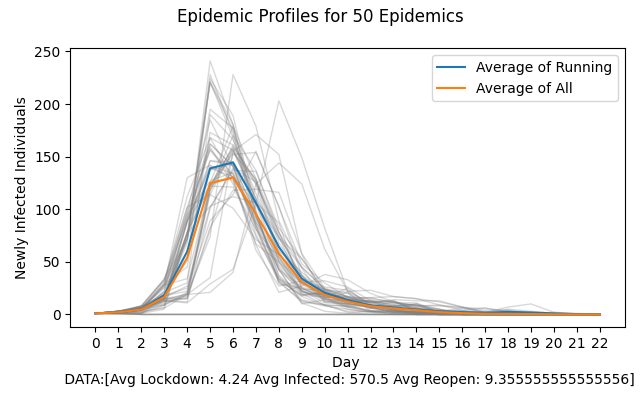 Epidemic Profiles for 50 Epidemics
250
200
150
100
50
0
Newly Infected Individuals
Average of Running
Average of All
0 1 2 3 4 5 6 7 8 9 10 11 12 13 14 15 16 17 18 19 20 21 22
Day
DATA:[Avg Lockdown: 4.24 Avg Infected: 570.5 Avg Reopen: 9.355555555555556]